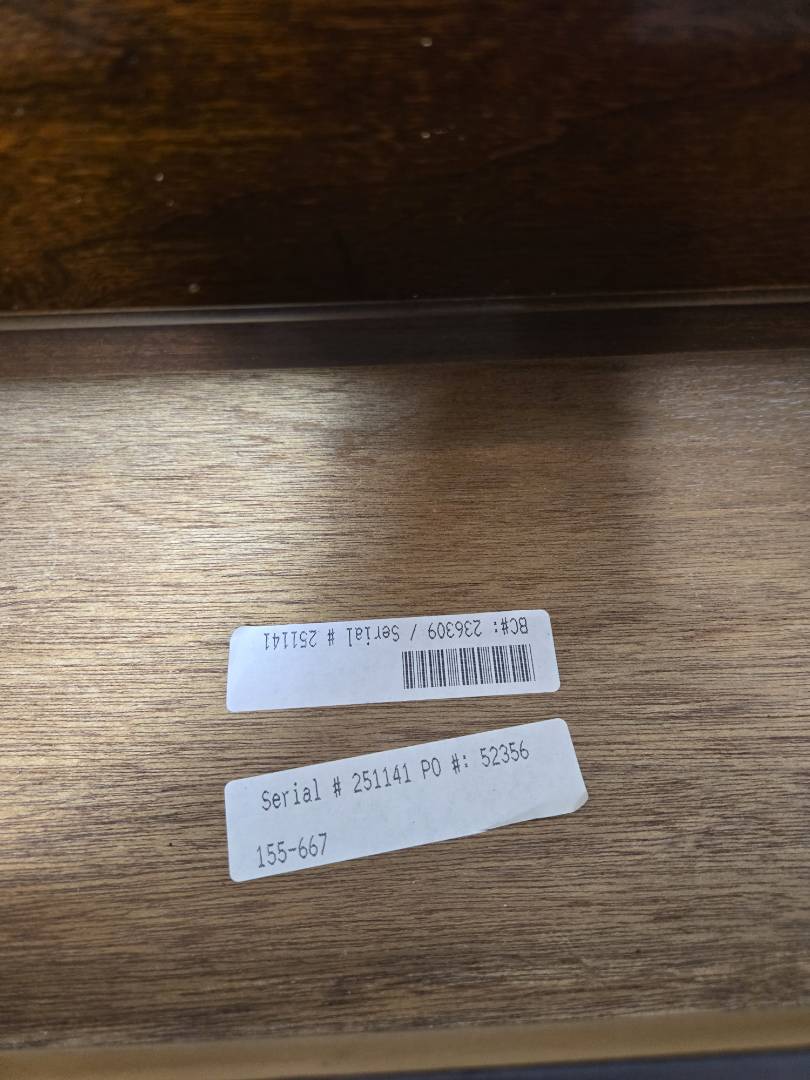 BC#: 236309 / Serial # 251141
Serial # 251141 PO #: 52356
155-667